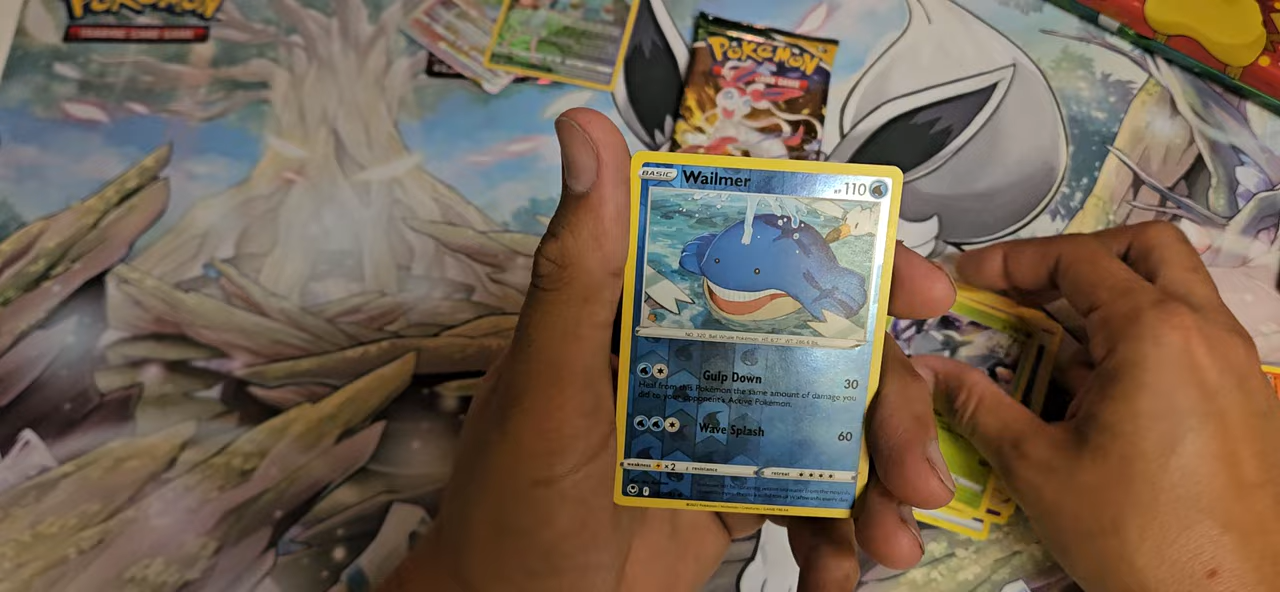 POKÉMON
TRADING CARD GAME
POKÉMON
BASIC Wailmer HP 110
NO. 320 Ball Whale Pokémon HT: 6'7" WT: 286.6 lbs.
Gulp Down 30
Heal from this Pokémon the same amount of damage you
did to your opponent's Active Pokémon.
Wave Splash 60
weakness ×2 resistance retreat